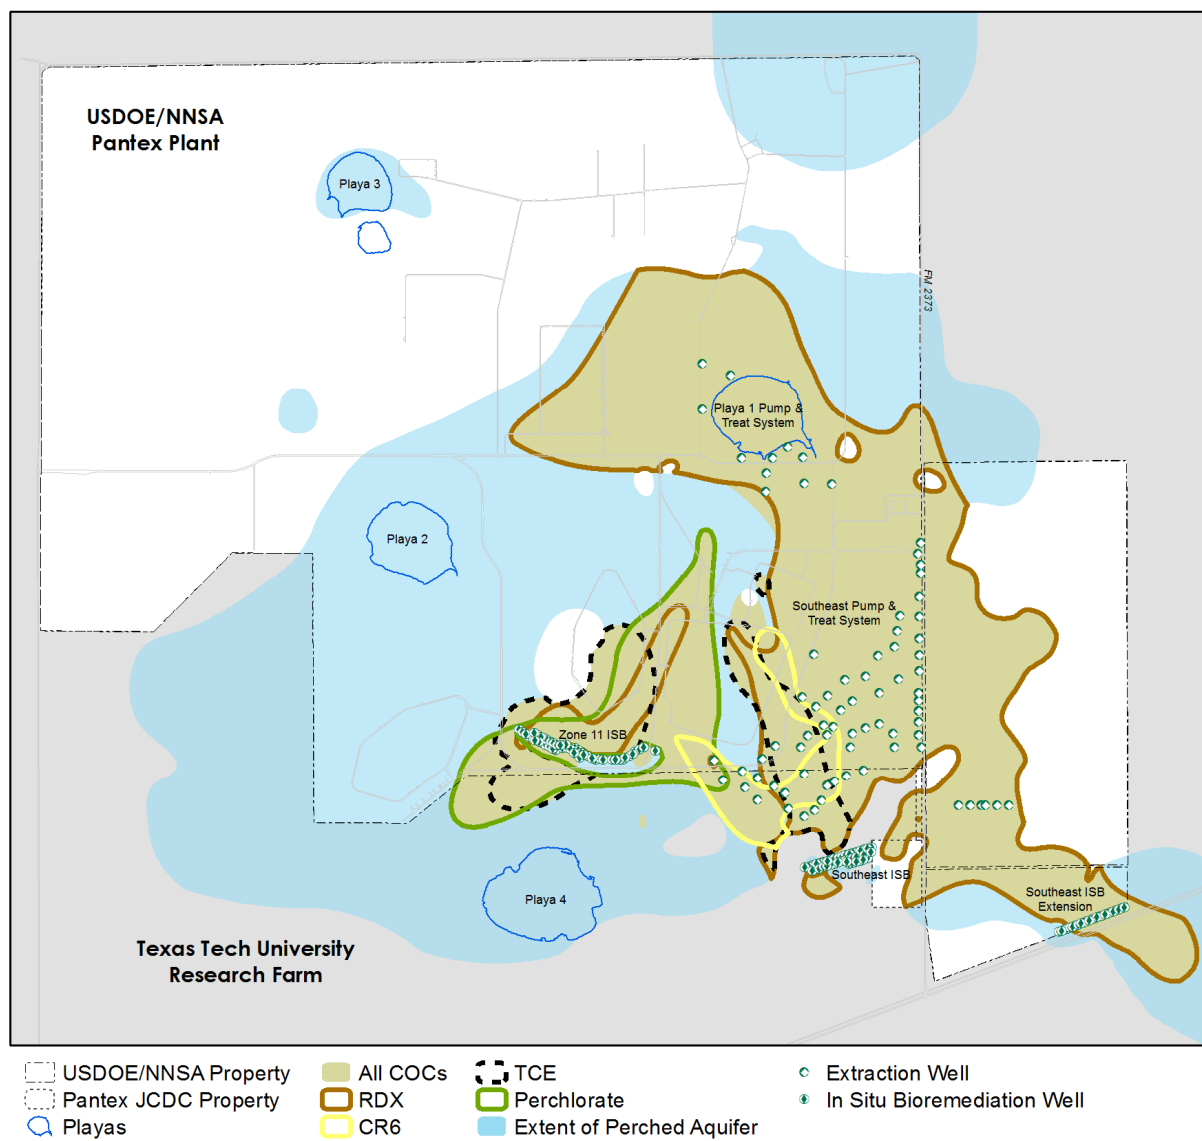 USDOE/NNSA
Pantex Plant
Playa 3
FM 2373
Playa 1 Pump &
Treat System
Playa 2
Southeast Pump &
Treat System
Zone 11 ISB
Southeast ISB
Southeast ISB
Extension
Playa 4
Texas Tech University
Research Farm
USDOE/NNSA Property
All COCs
TCE
Extraction Well
Pantex JCDC Property
RDX
Perchlorate
In Situ Bioremediation Well
Playas
CR6
Extent of Perched Aquifer